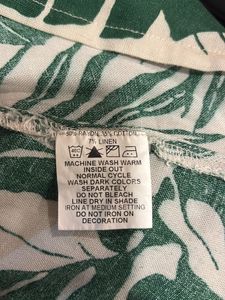 LINEN
MACHINE WASH WARM
INSIDE OUT
NORMAL CYCLE
WASH DARK COLORS
SEPARATELY
DO NOT BLEACH
LINE DRY IN SHADE
IRON AT MEDIUM SETTING
DO NOT IRON ON
DECORATION